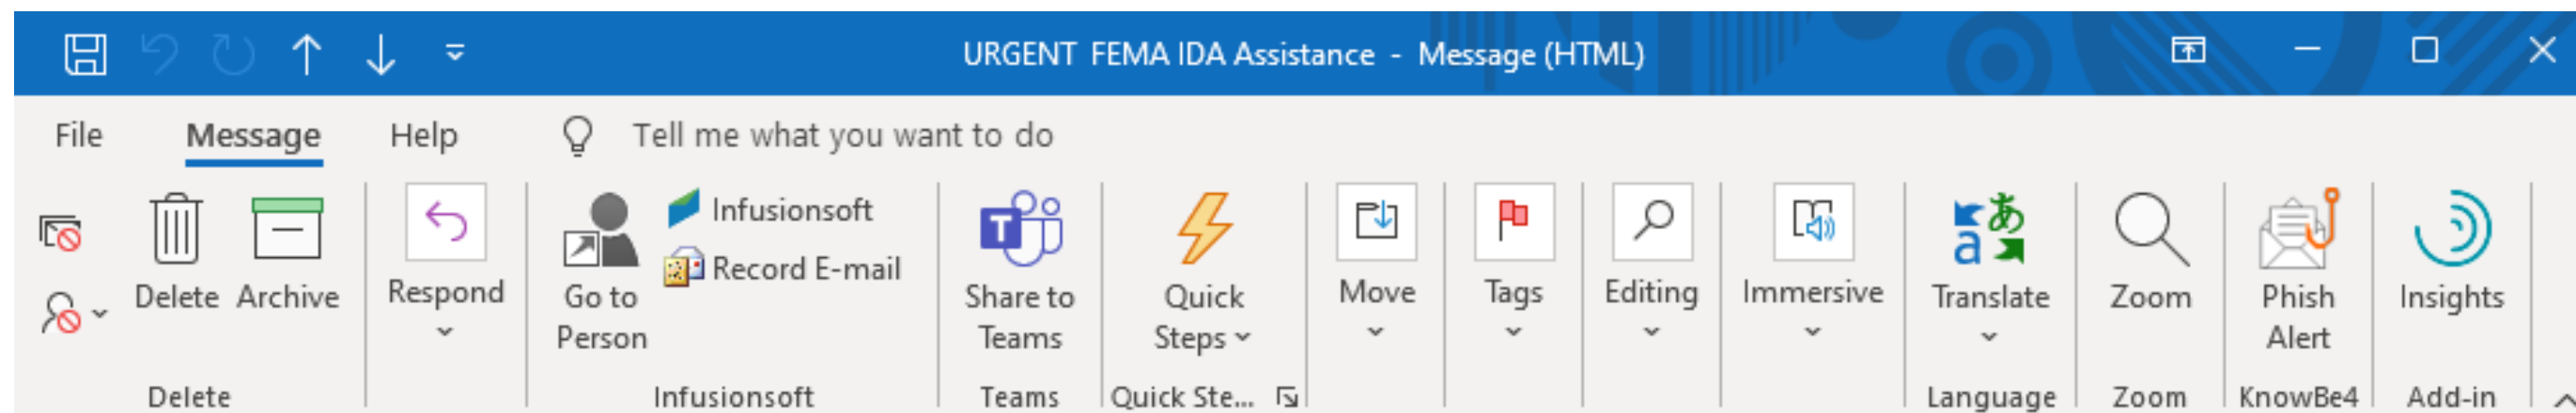 URGENT FEMA IDA Assistance - Message (HTML)
File Message Help Tell me what you want to do
Delete Archive
Respond
Go to Person
Infusionsoft
Record E-mail
Share to Teams
Quick Steps
Move
Tags
Editing
Immersive
a あ
Translate
Zoom
Phish Alert
Insights
Delete Infusionsoft Teams Quick Ste... Language Zoom KnowBe4 Add-in